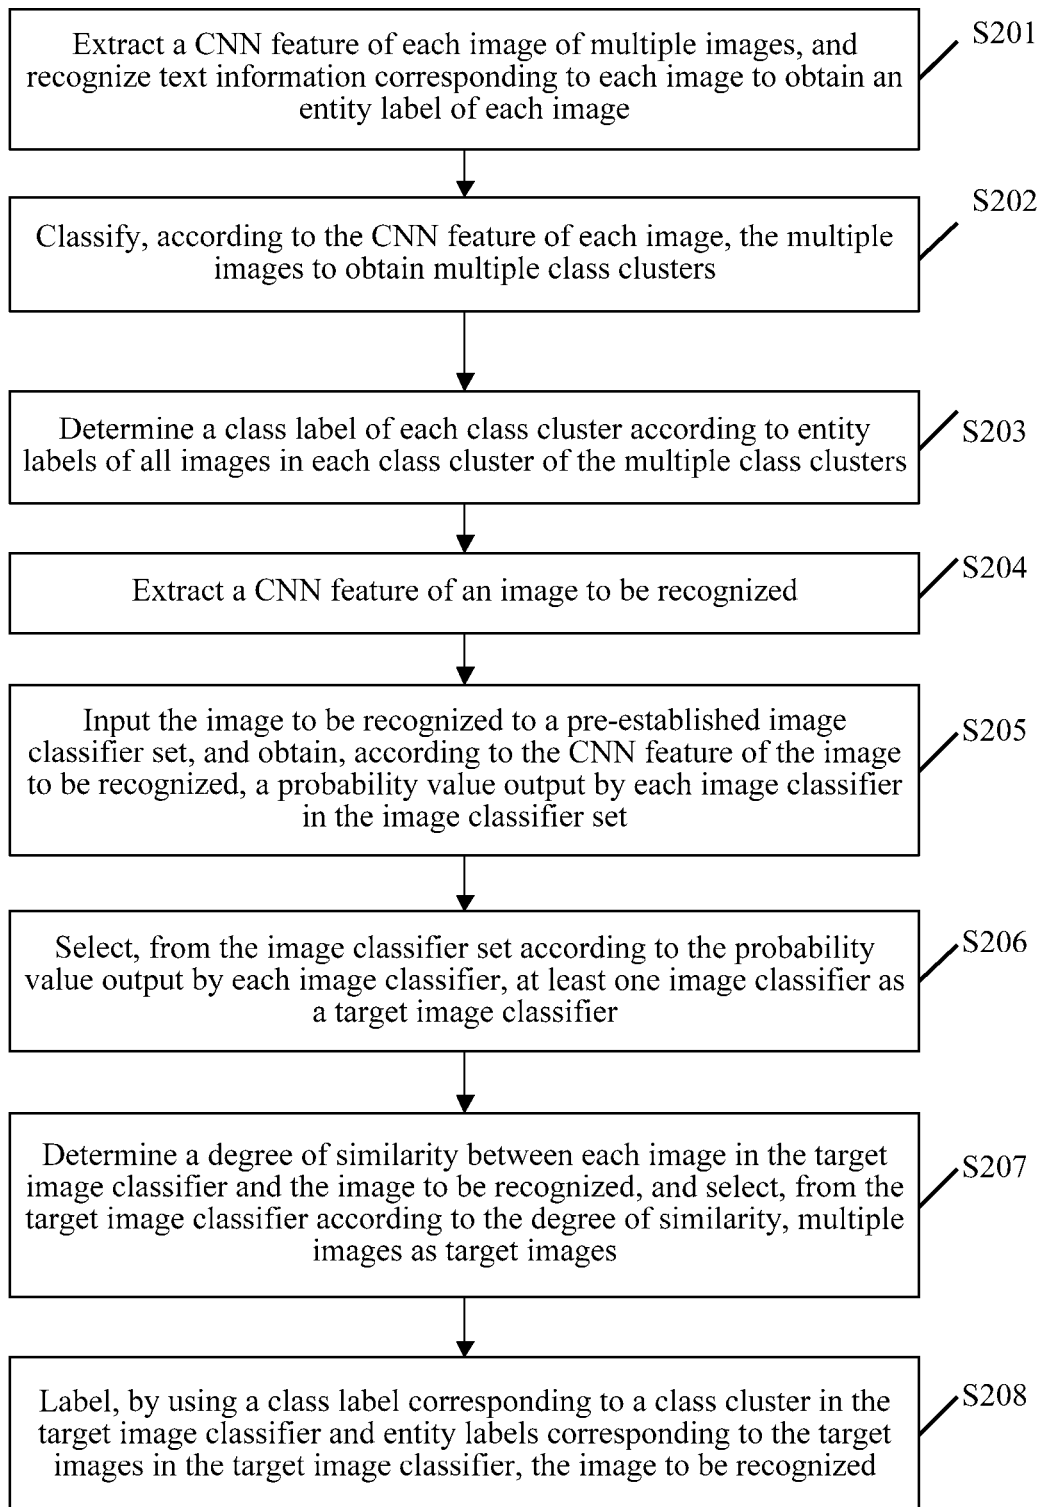 Extract a CNN feature of each image of multiple images, and
recognize text information corresponding to each image to obtain an
entity label of each image
S201
Classify, according to the CNN feature of each image, the multiple
images to obtain multiple class clusters
S202
Determine a class label of each class cluster according to entity
labels of all images in each class cluster of the multiple class clusters
S203
Extract a CNN feature of an image to be recognized
S204
Input the image to be recognized to a pre-established image
classifier set, and obtain, according to the CNN feature of the image
to be recognized, a probability value output by each image classifier
in the image classifier set
S205
Select, from the image classifier set according to the probability
value output by each image classifier, at least one image classifier as
a target image classifier
S206
Determine a degree of similarity between each image in the target
image classifier and the image to be recognized, and select, from the
target image classifier according to the degree of similarity, multiple
images as target images
S207
Label, by using a class label corresponding to a class cluster in the
target image classifier and entity labels corresponding to the target
images in the target image classifier, the image to be recognized
S208